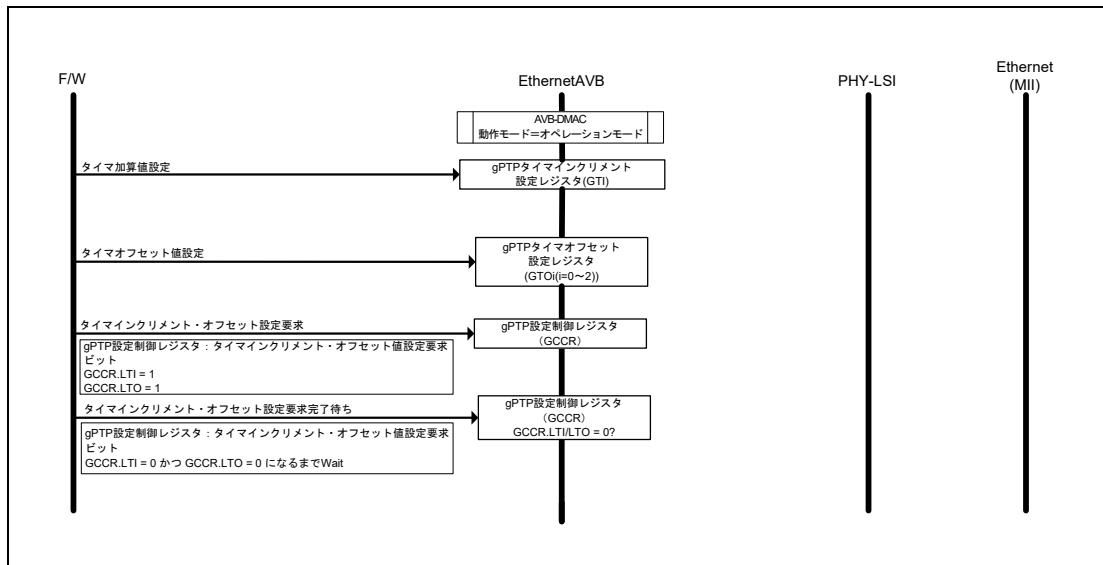 F/W
EthernetAVB
PHY-LSI
Ethernet
(MII)
AVB-DMAC
動作モード＝オペレーションモード
タイマ加算値設定
gPTPタイマインクリメント
設定レジスタ(GTI)
タイマオフセット値設定
gPTPタイマオフセット
設定レジスタ
(GTOi(i=0～2))
タイマインクリメント・オフセット設定要求
gPTP設定制御レジスタ
（GCCR）
gPTP設定制御レジスタ：タイマインクリメント・オフセット値設定要求
ビット
GCCR.LTI = 1
GCCR.LTO = 1
タイマインクリメント・オフセット設定要求完了待ち
gPTP設定制御レジスタ
（GCCR）
GCCR.LTI/LTO = 0?
gPTP設定制御レジスタ：タイマインクリメント・オフセット値設定要求
ビット
GCCR.LTI = 0 かつ GCCR.LTO = 0 になるまでWait